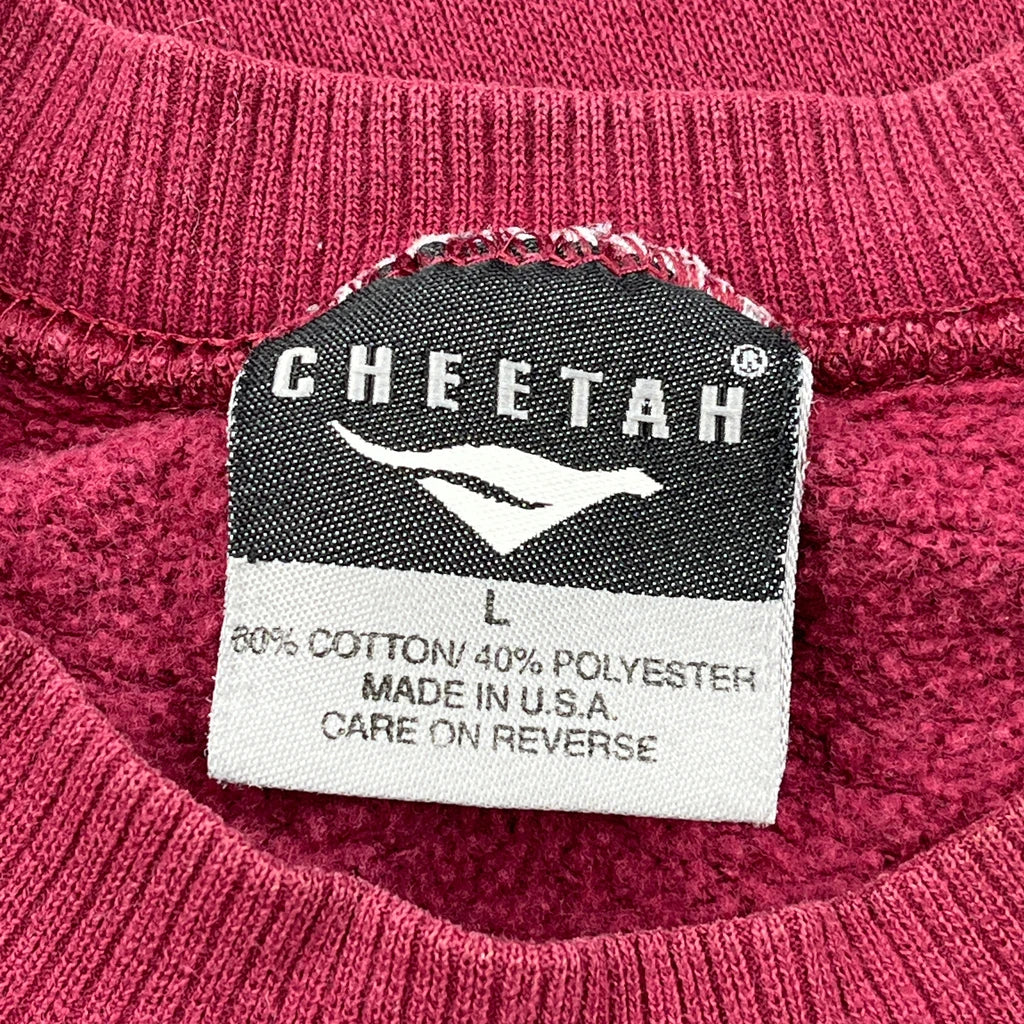 CHEETAH®
L
60% COTTON/ 40% POLYESTER
MADE IN U.S.A.
CARE ON REVERSE